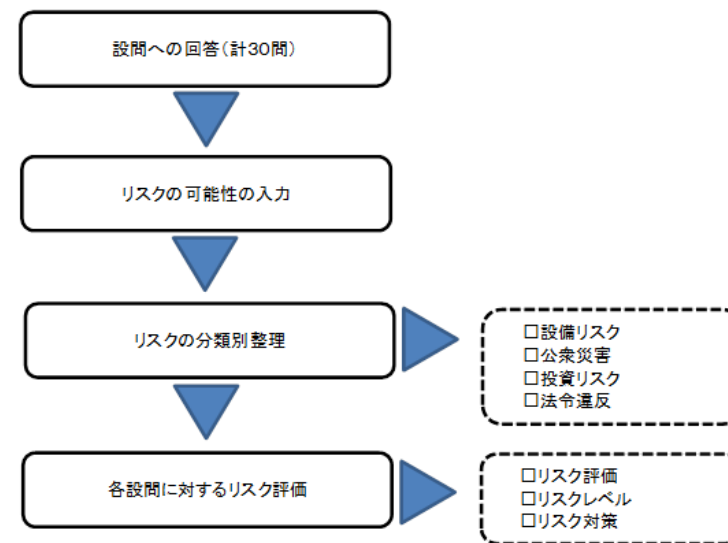 設問への回答(計30問)
リスクの可能性の入力
リスクの分類別整理
□設備リスク
□公衆災害
□投資リスク
□法令違反
各設問に対するリスク評価
□リスク評価
□リスクレベル
□リスク対策